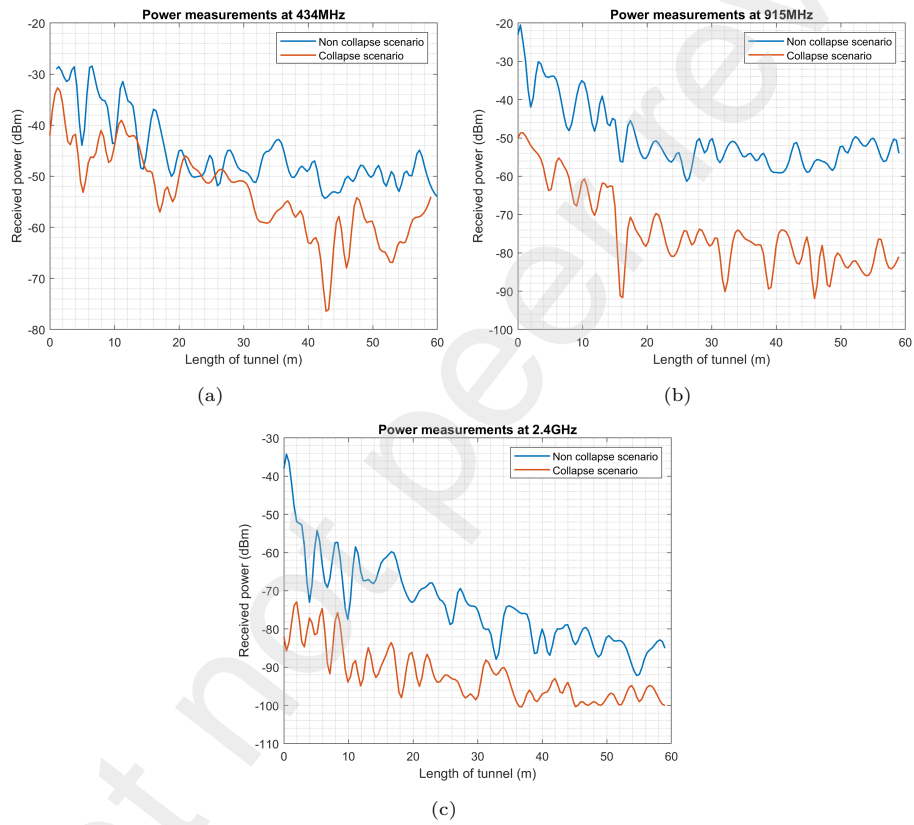 Power measurements at 434MHz
Non collapse scenario
Collapse scenario
Received power (dBm)
-20
-30
-40
-50
-60
-70
-80
0 10 20 30 40 50 60
Length of tunnel (m)
(a)
Power measurements at 915MHz
Non collapse scenario
Collapse scenario
Received power (dBm)
-20
-30
-40
-50
-60
-70
-80
-90
-100
0 10 20 30 40 50 60
Length of tunnel (m)
(b)
Power measurements at 2.4GHz
Non collapse scenario
Collapse scenario
Received power (dBm)
-30
-40
-50
-60
-70
-80
-90
-100
-110
0 10 20 30 40 50 60
Length of tunnel (m)
(c)
not peer rev